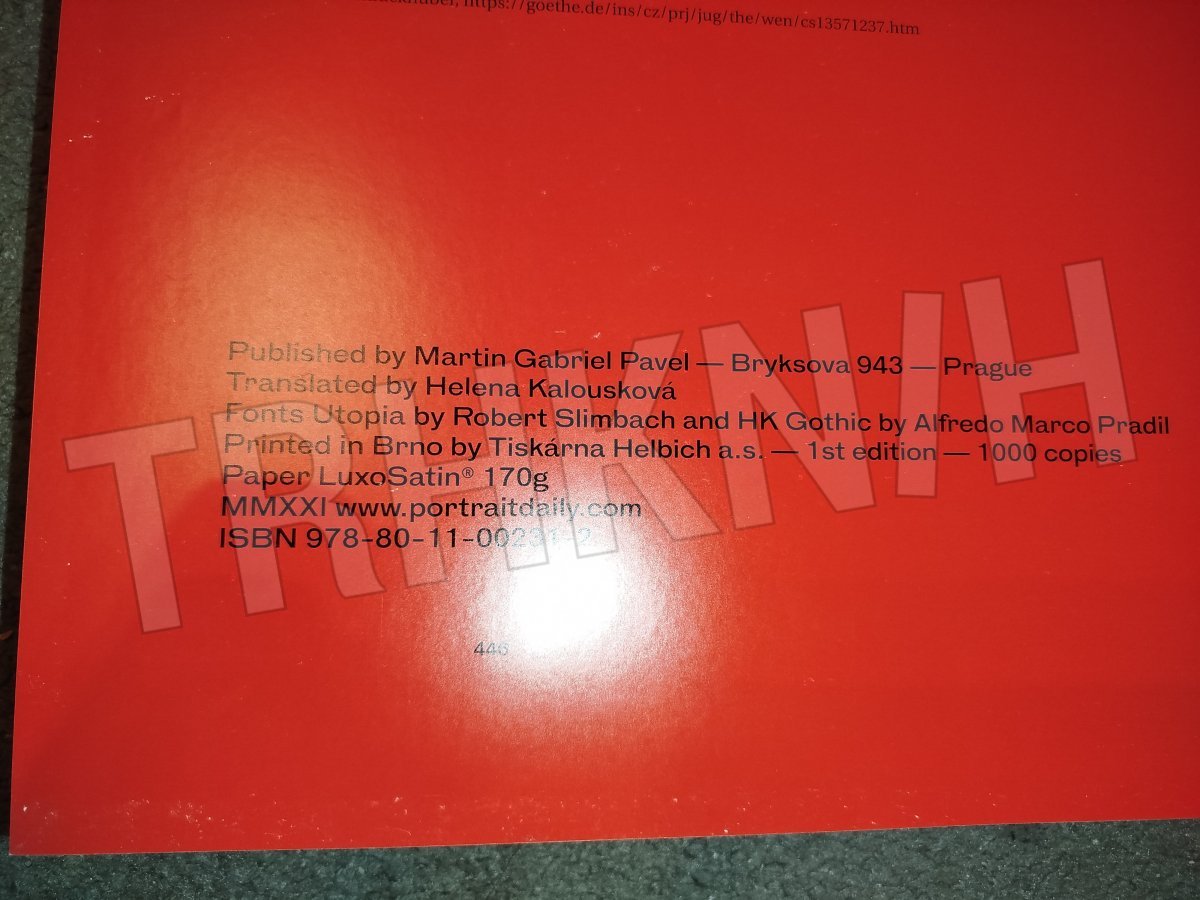 https://goethe.de/ins/cz/prj/jug/the/wen/cs13571237.htm
Published by Martin Gabriel Pavel — Bryksova 943 — Prague
Translated by Helena Kalousková
Fonts Utopia by Robert Slimbach and HK Gothic by Alfredo Marco Pradil
Printed in Brno by Tiskárna Helbich a.s. — 1st edition — 1000 copies
Paper LuxoSatin® 170g
MMXXI www.portraitdaily.com
ISBN 978-80-11-00231-2
446